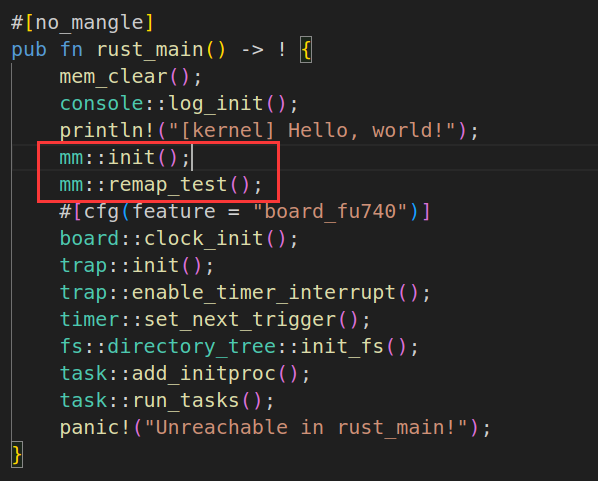 #[no_mangle]
pub fn rust_main() -> ! {
    mem_clear();
    console::log_init();
    println!("[kernel] Hello, world!");
    mm::init();
    mm::remap_test();
    #[cfg(feature = "board_fu740")]
    board::clock_init();
    trap::init();
    trap::enable_timer_interrupt();
    timer::set_next_trigger();
    fs::directory_tree::init_fs();
    task::add_initproc();
    task::run_tasks();
    panic!("Unreachable in rust_main!");
}